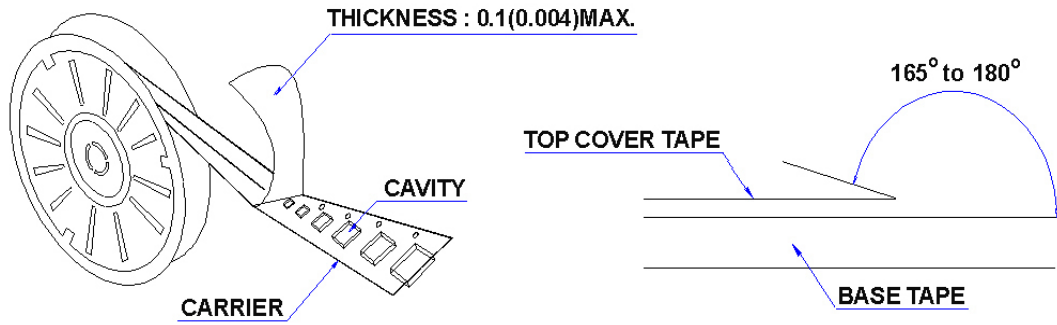 THICKNESS : 0.1(0.004)MAX.
165° to 180°
TOP COVER TAPE
CAVITY
CARRIER
BASE TAPE